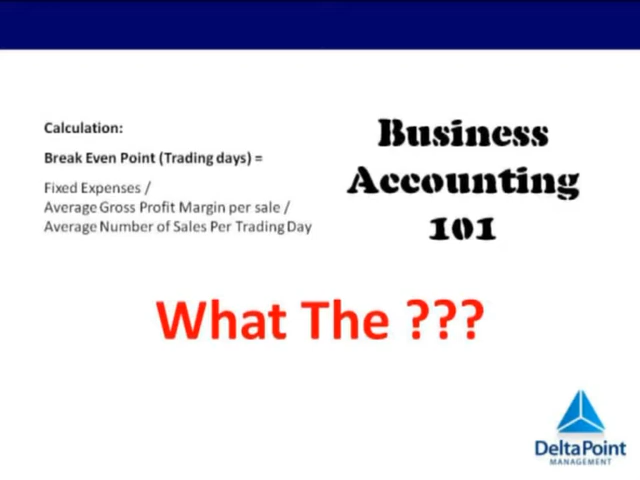 Calculation:
Break Even Point (Trading days) =
Fixed Expenses /
Average Gross Profit Margin per sale /
Average Number of Sales Per Trading Day
Business
Accounting
101
What The ???
DeltaPoint
MANAGEMENT